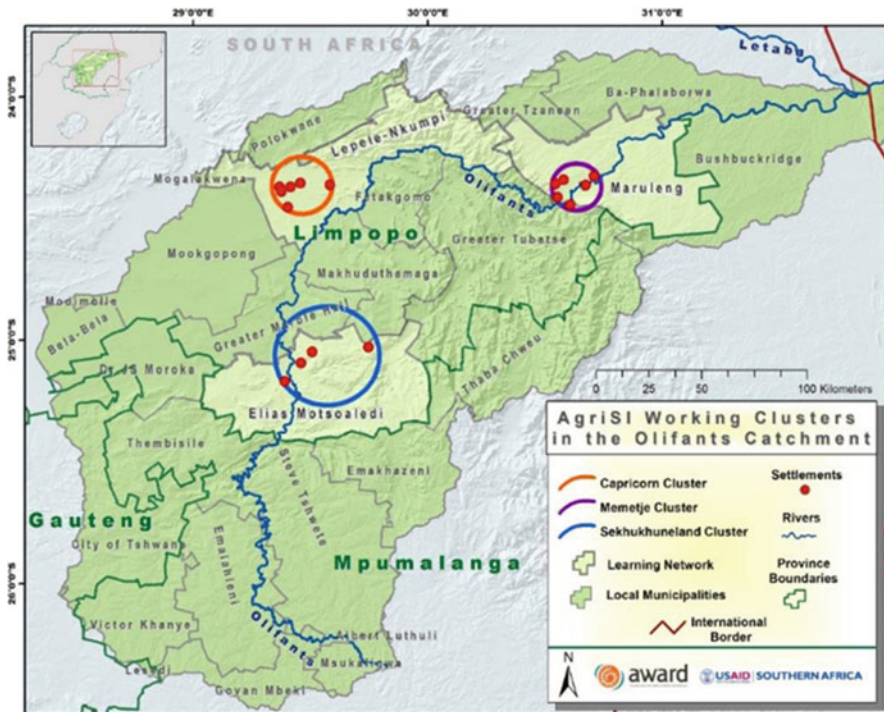 29°0'0"E
30°0'0"E
31°0'0"E
SOUTH AFRICA
Letaba
24°0'0"S
Ba-Phalaborwa
Greater Tzaneen
Polokwane
Lepele-Nkumpi
Bushbuckridge
Mogalakwena
Olifants
Maruleng
Fetakgomo
Limpopo
Greater Tubatse
Mookgopong
Makhuduthamaga
Modimolle
25°0'0"S
Bela-Bela
Greater Marble Hall
Dr JS Moroka
Thaba Chweu
0 25 50 100 Kilometers
Elias Motsoaledi
Thembisile
Emakhazeni
Steve Tshwete
Gauteng
City of Tshwane
Emalahleni
Mpumalanga
26°0'0"S
Victor Khanye
Olifants
Albert Luthuli
Lesedi
Msukaligwa
Govan Mbeki
AgriSI Working Clusters
in the Olifants Catchment
Capricorn Cluster
Memetje Cluster
Sekhukhuneland Cluster
Learning Network
Local Municipalities
Settlements
Rivers
Province
Boundaries
International
Border
N
award
USAID SOUTHERN AFRICA